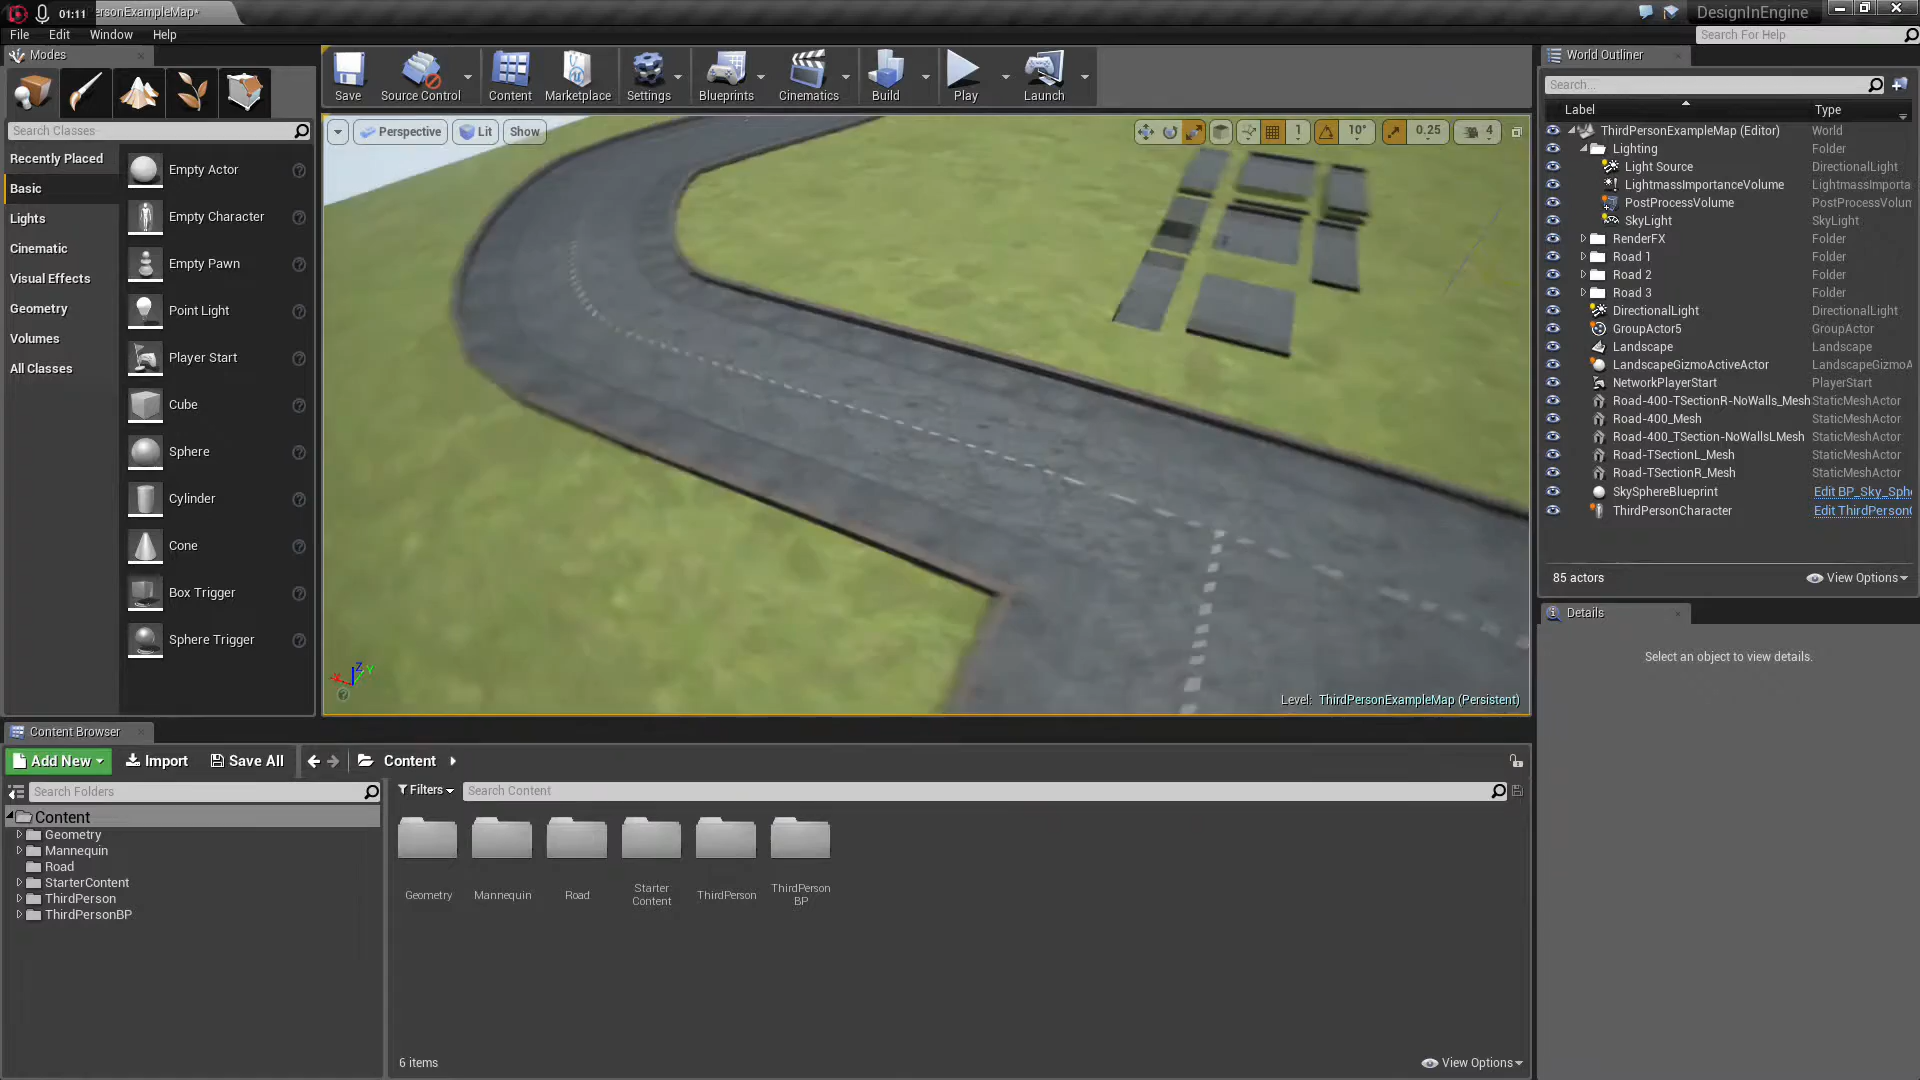 01:11
ersonExampleMap*
DesignInEngine
File Edit Window Help
Search For Help
Modes
Save
Source Control
Content
Marketplace
Settings
Blueprints
Cinematics
Build
Play
Launch
Search Classes
Recently Placed
Basic
Lights
Cinematic
Visual Effects
Geometry
Volumes
All Classes
Empty Actor
Empty Character
Empty Pawn
Point Light
Player Start
Cube
Sphere
Cylinder
Cone
Box Trigger
Sphere Trigger
Perspective Lit Show
1 10° 0.25 4
X Z Y
Level: ThirdPersonExampleMap (Persistent)
World Outliner
Search...
Label Type
ThirdPersonExampleMap (Editor) World
Lighting Folder
Light Source DirectionalLight
LightmassImportanceVolume LightmassImporta
PostProcessVolume PostProcessVolum
SkyLight SkyLight
RenderFX Folder
Road 1 Folder
Road 2 Folder
Road 3 Folder
DirectionalLight DirectionalLight
GroupActor5 GroupActor
Landscape Landscape
LandscapeGizmoActiveActor LandscapeGizmoA
NetworkPlayerStart PlayerStart
Road-400-TSectionR-NoWalls_Mesh StaticMeshActor
Road-400_Mesh StaticMeshActor
Road-400_TSection-NoWallsLMesh StaticMeshActor
Road-TSectionL_Mesh StaticMeshActor
Road-TSectionR_Mesh StaticMeshActor
SkySphereBlueprint Edit BP_Sky_Sph
ThirdPersonCharacter Edit ThirdPerson
85 actors View Options
Details
Select an object to view details.
Content Browser
Add New Import Save All Content
Search Folders
Filters Search Content
Content
Geometry
Mannequin
Road
StarterContent
ThirdPerson
ThirdPersonBP
Geometry
Mannequin
Road
Starter
Content
ThirdPerson
ThirdPerson
BP
6 items View Options